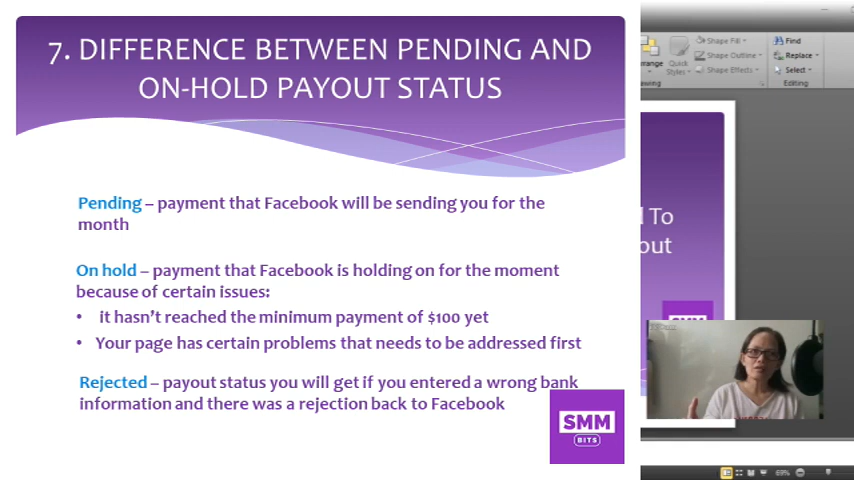 7. DIFFERENCE BETWEEN PENDING AND
ON-HOLD PAYOUT STATUS
Pending – payment that Facebook will be sending you for the
month
On hold – payment that Facebook is holding on for the moment
because of certain issues:
• it hasn't reached the minimum payment of $100 yet
• Your page has certain problems that needs to be addressed first
Rejected – payout status you will get if you entered a wrong bank
information and there was a rejection back to Facebook
SMM
BITS
Shape Fill
Shape Outline
Shape Effects
Quick
Styles
Find
Replace
Select
Editing
To
out
SMM
69%